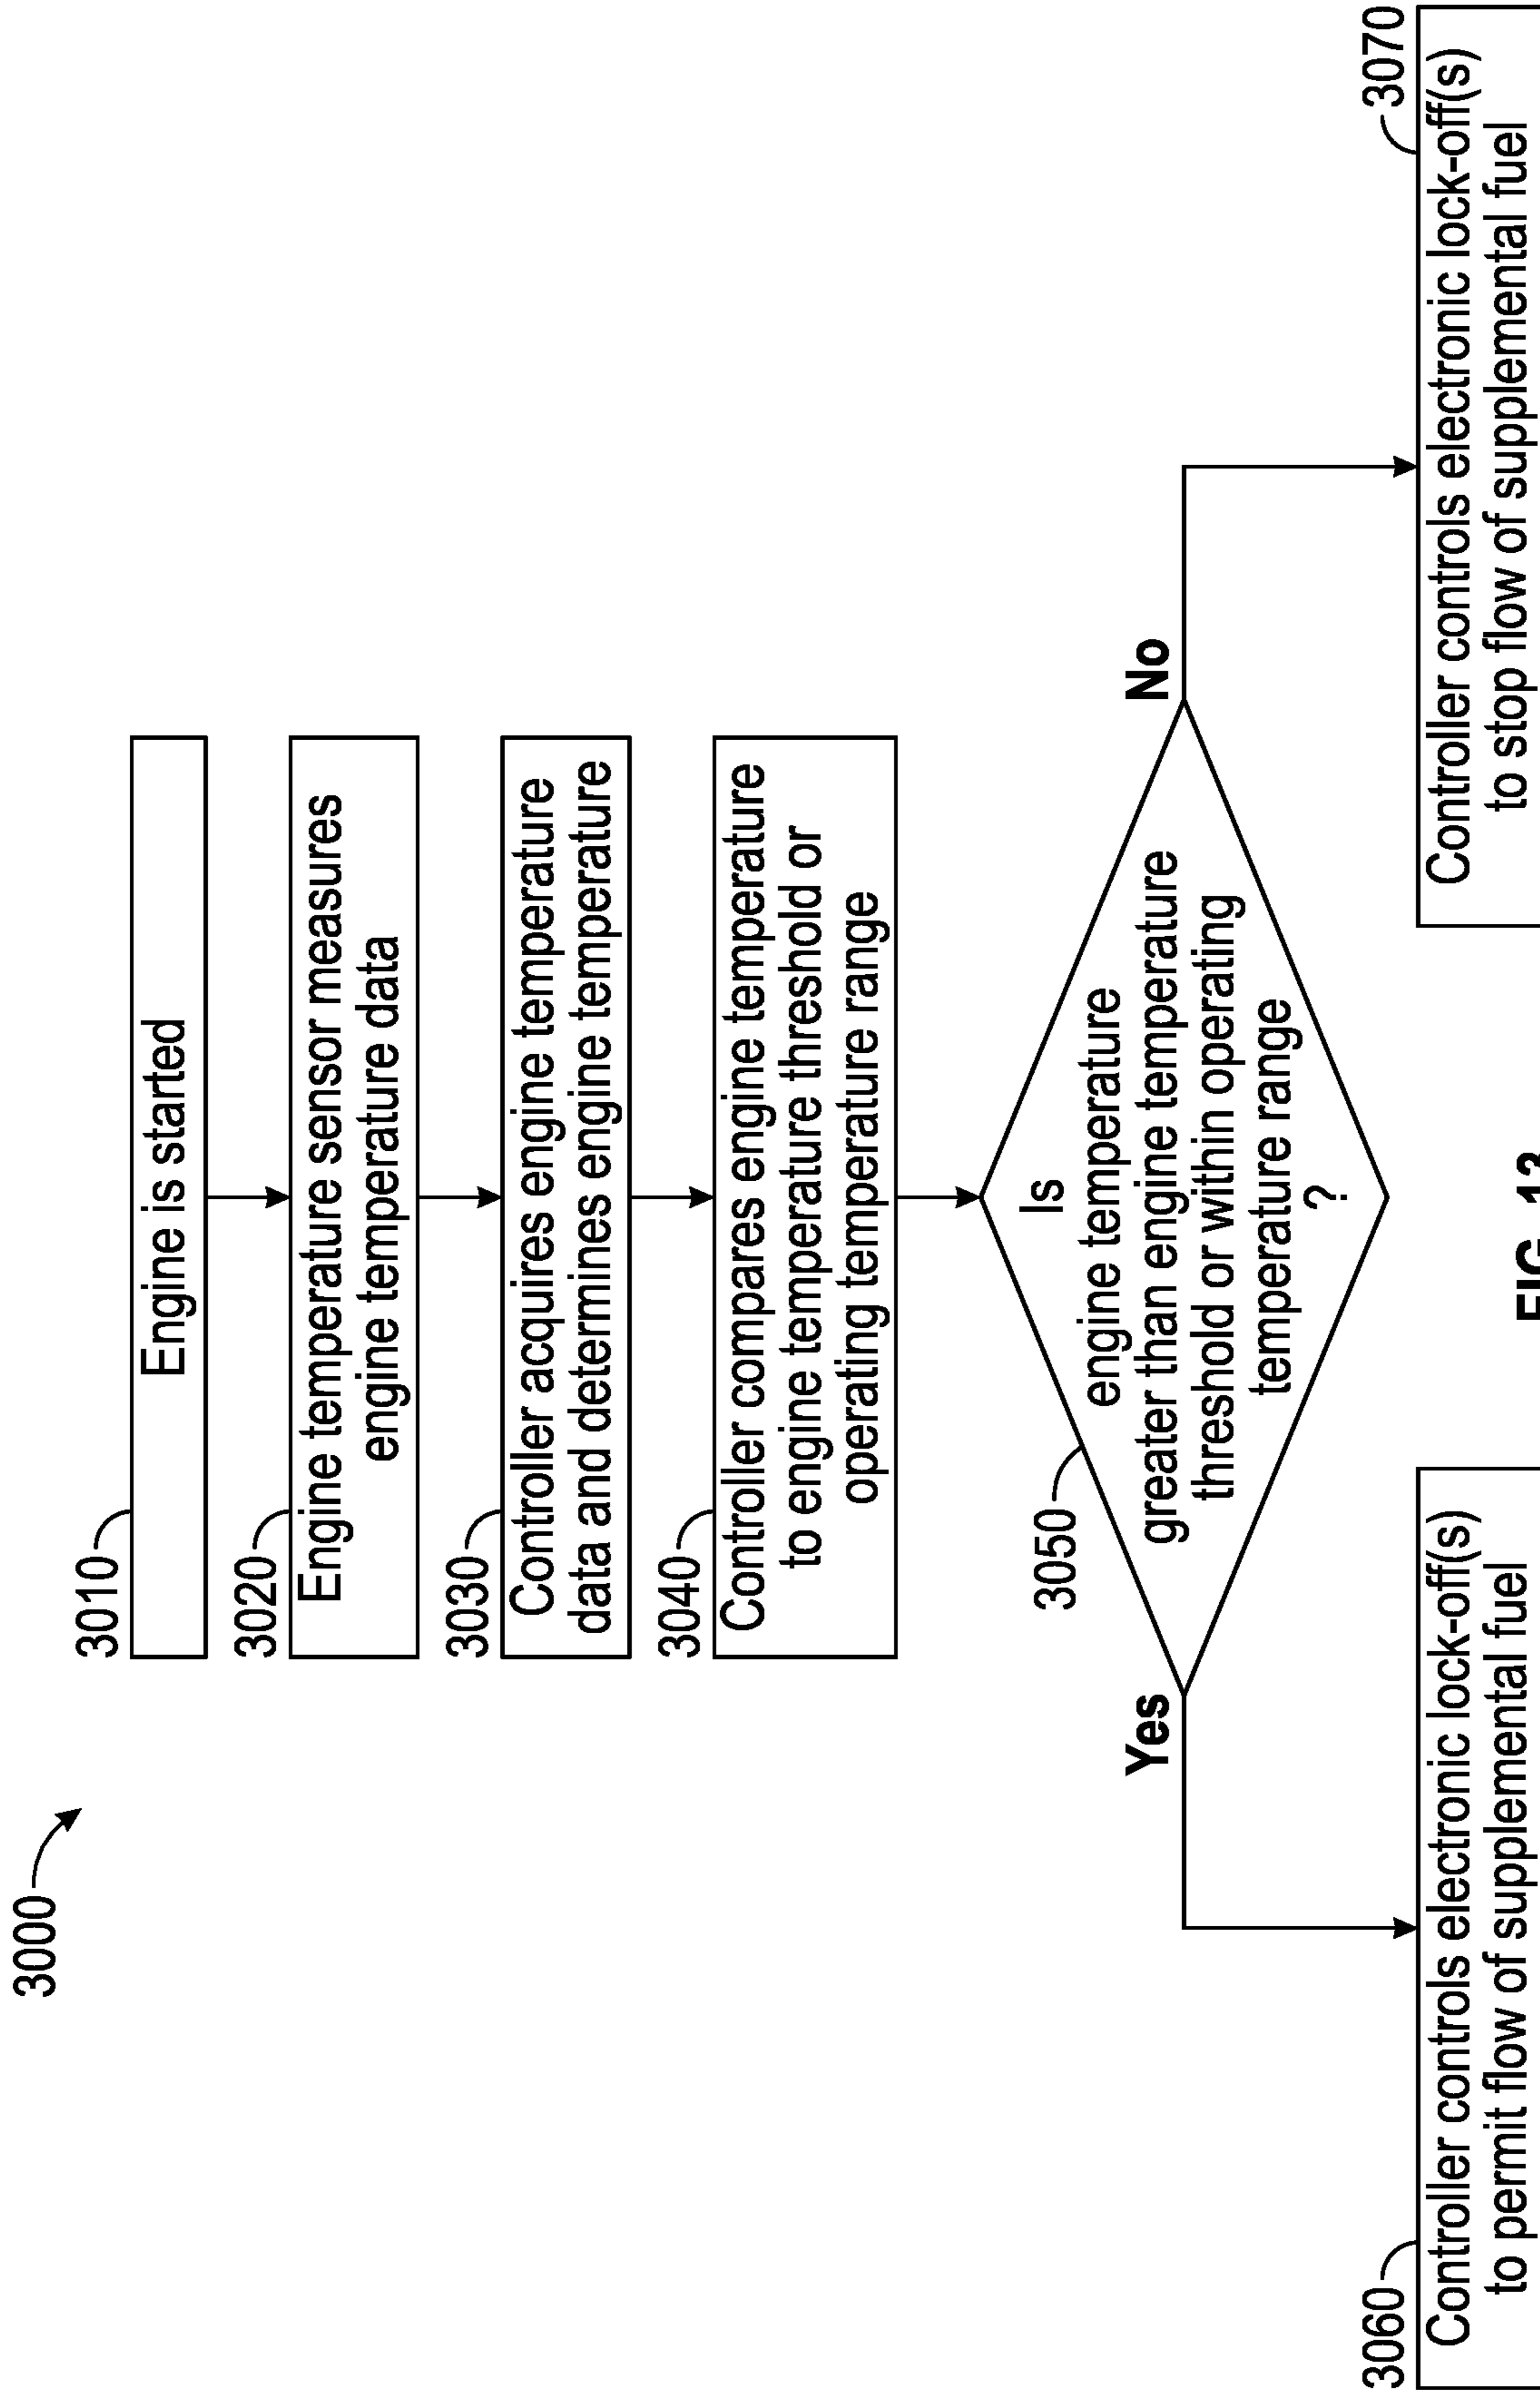 3000
3010
Engine is started
3020
Engine temperature sensor measures
engine temperature data
3030
Controller acquires engine temperature
data and determines engine temperature
3040
Controller compares engine temperature
to engine temperature threshold or
operating temperature range
3050
Is
engine temperature
greater than engine temperature
threshold or within operating
temperature range
?
Yes
No
3060
Controller controls electronic lock-off(s)
to permit flow of supplemental fuel
3070
Controller controls electronic lock-off(s)
to stop flow of supplemental fuel
FIG. 13